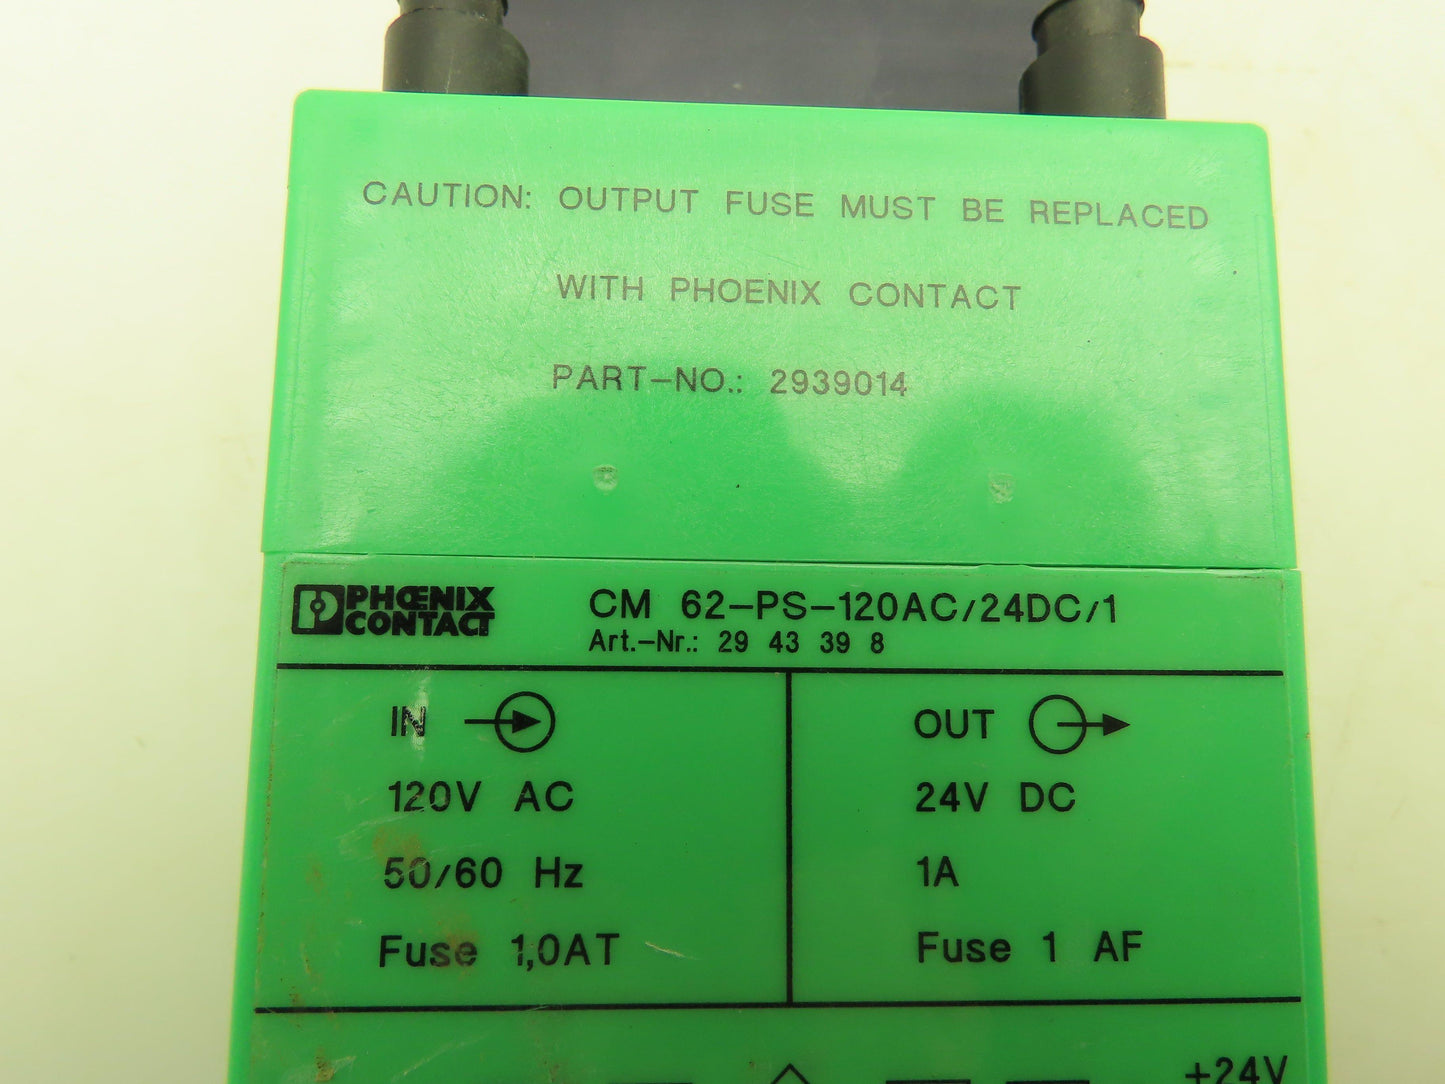 CAUTION: OUTPUT FUSE MUST BE REPLACED
WITH PHOENIX CONTACT
PART-NO.: 2939014
PHŒNIX
CONTACT
CM 62-PS-120AC/24DC/1
Art.-Nr.: 29 43 39 8
IN
120V AC
50/60 Hz
Fuse 1,0AT
OUT
24V DC
1A
Fuse 1 AF
+24V